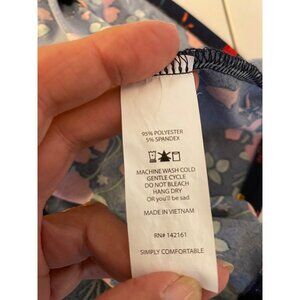 95% POLYESTER
5% SPANDEX
MACHINE WASH COLD
GENTLE CYCLE
DO NOT BLEACH
HANG DRY
OR you'll be sad
MADE IN VIETNAM
RN# 142161
SIMPLY COMFORTABLE